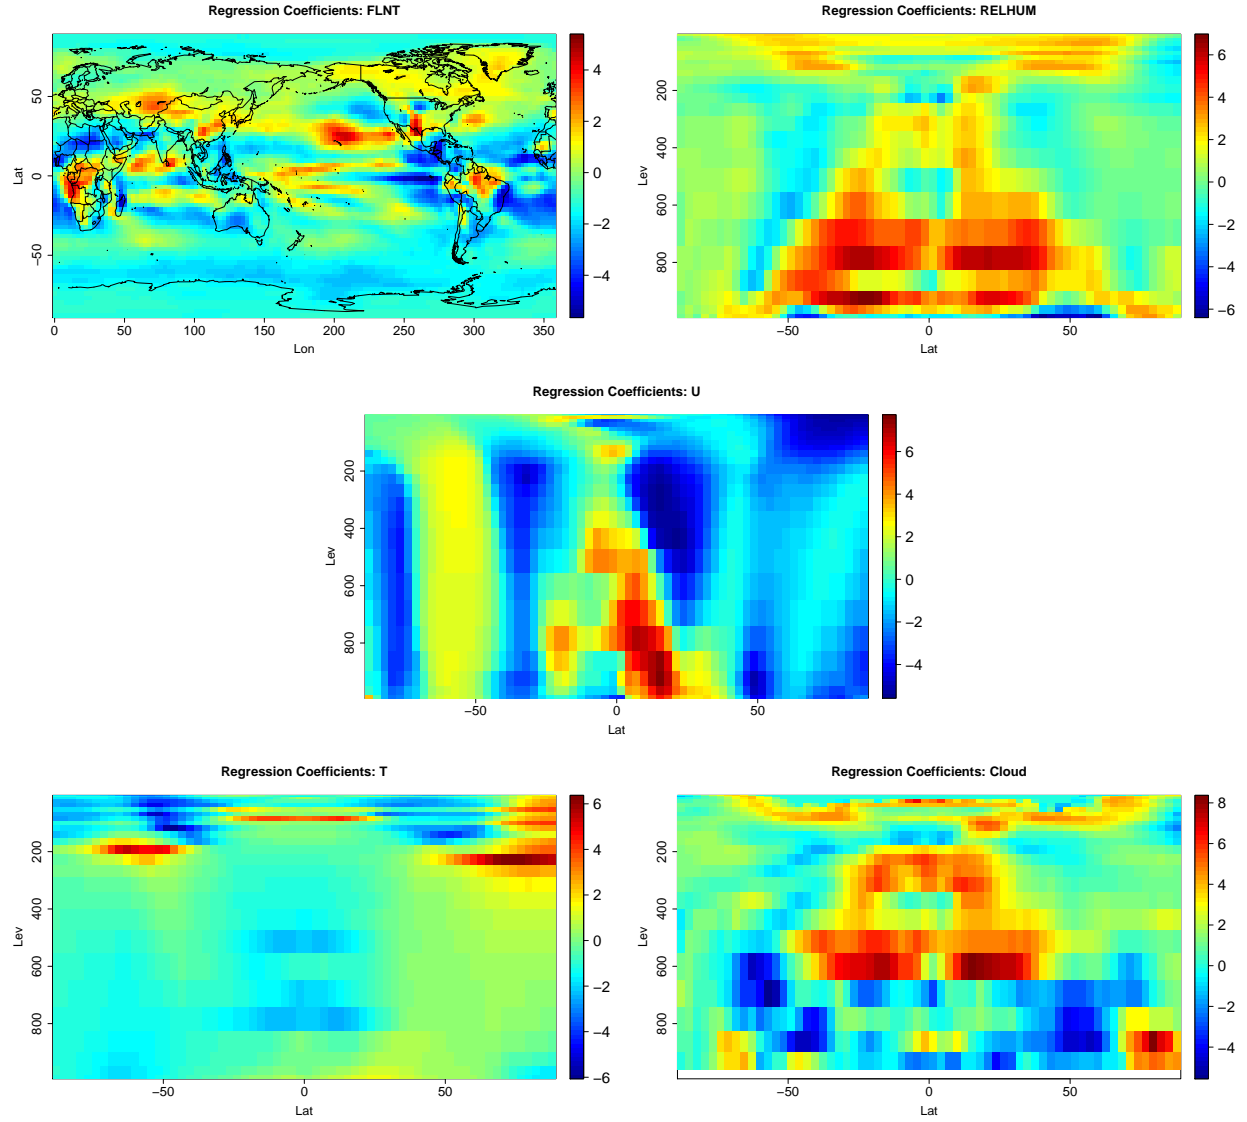 Regression Coefficients: FLNT
Lat
50
0
−50
0 50 100 150 200 250 300 350
Lon
4
2
0
−2
−4
Regression Coefficients: RELHUM
Lev
200
400
600
800
−50 0 50
Lat
6
4
2
0
−2
−4
−6
Regression Coefficients: U
Lev
200
400
600
800
−50 0 50
Lat
6
4
2
0
−2
−4
Regression Coefficients: T
Lev
200
400
600
800
−50 0 50
Lat
6
4
2
0
−2
−4
−6
Regression Coefficients: Cloud
Lev
200
400
600
800
−50 0 50
Lat
8
6
4
2
0
−2
−4